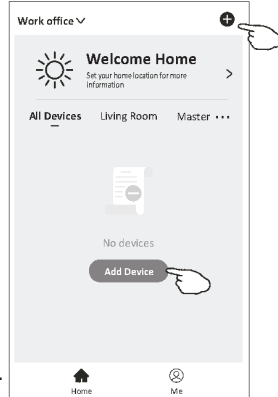 Work office
Welcome Home
Set your home location for more
information
All Devices Living Room Master ...
No devices
Add Device
Home Me